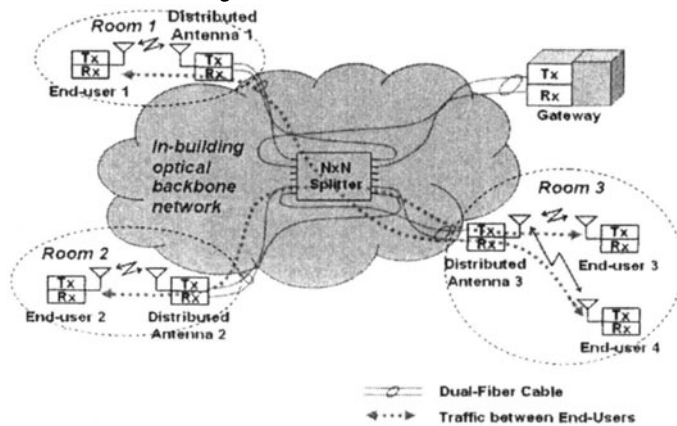 Room 1
Distributed
Antenna 1
Tx
Rx
End-user 1
Tx
Rx
Tx
Rx
Gateway
In-building
optical
backbone
network
NxN
Splitter
Room 3
Tx
Rx
Distributed
Antenna 3
Tx
Rx
End-user 3
Room 2
Tx
Rx
End-user 2
Tx
Rx
Distributed
Antenna 2
Tx
Rx
End-user 4
Dual-Fiber Cable
Traffic between End-Users